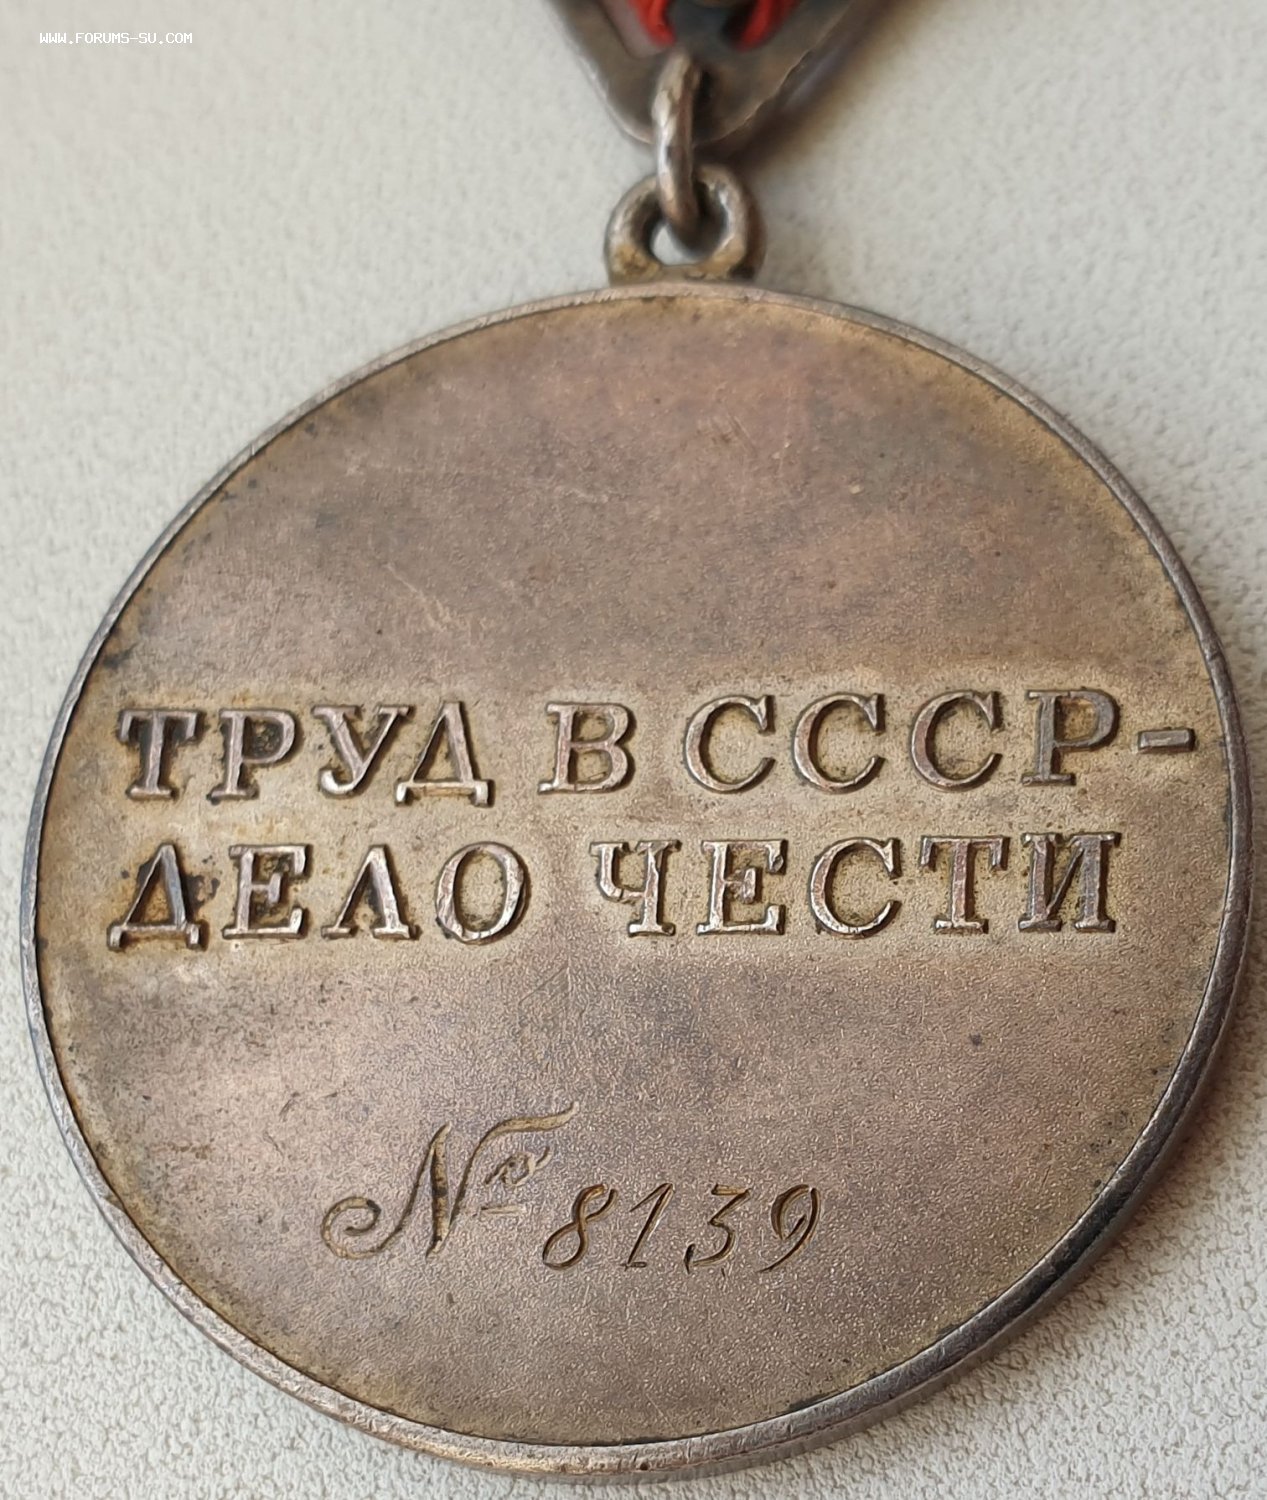 WWW.FORUMS-SU.COM
ТРУД В СССР-
ДЕЛО ЧЕСТИ
№ 8139